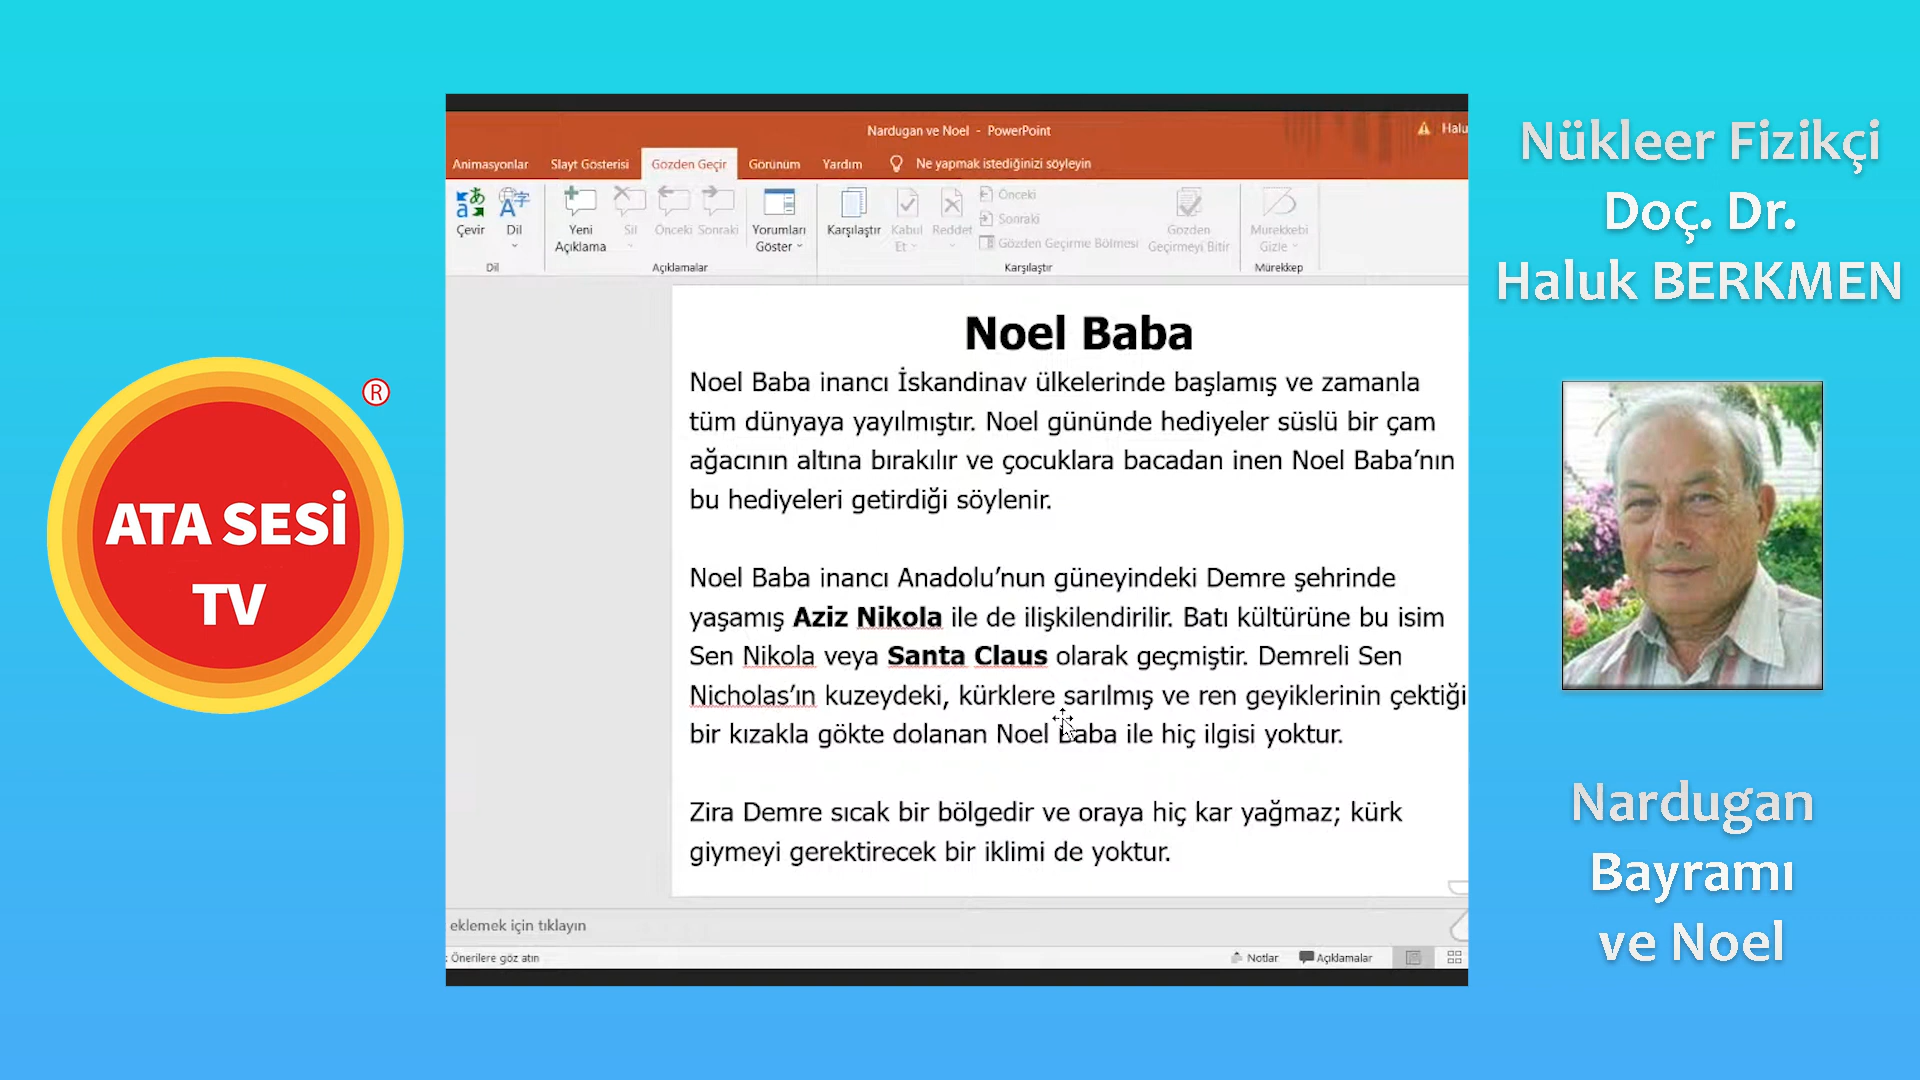 ATA SESİ
TV
®
Nardugan ve Noel - PowerPoint
Halu
Animasyonlar Slayt Gösterisi Gözden Geçir Görünüm Yardım Ne yapmak istediğinizi söyleyin
Çevir Dil
Dil
Yeni
Açıklama
Sil Önceki Sonraki
Yorumları
Göster
Açıklamalar
Karşılaştır Kabul
Et
Reddet
Önceki
Sonraki
Gözden Geçirme Bölmesi
Gözden
Geçirmeyi Bitir
Karşılaştır
Mürekkebi
Gizle
Mürekkep
Noel Baba
Noel Baba inancı İskandinav ülkelerinde başlamış ve zamanla
tüm dünyaya yayılmıştır. Noel gününde hediyeler süslü bir çam
ağacının altına bırakılır ve çocuklara bacadan inen Noel Baba’nın
bu hediyeleri getirdiği söylenir.
Noel Baba inancı Anadolu’nun güneyindeki Demre şehrinde
yaşamış Aziz Nikola ile de ilişkilendirilir. Batı kültürüne bu isim
Sen Nikola veya Santa Claus olarak geçmiştir. Demreli Sen
Nicholas’ın kuzeydeki, kürklere sarılmış ve ren geyiklerinin çektiği
bir kızakla gökte dolanan Noel Baba ile hiç ilgisi yoktur.
Zira Demre sıcak bir bölgedir ve oraya hiç kar yağmaz; kürk
giymeyi gerektirecek bir iklimi de yoktur.
eklemek için tıklayın
: Önerilere göz atın
Notlar Açıklamalar
Nükleer Fizikçi
Doç. Dr.
Haluk BERKMEN
Nardugan
Bayramı
ve Noel